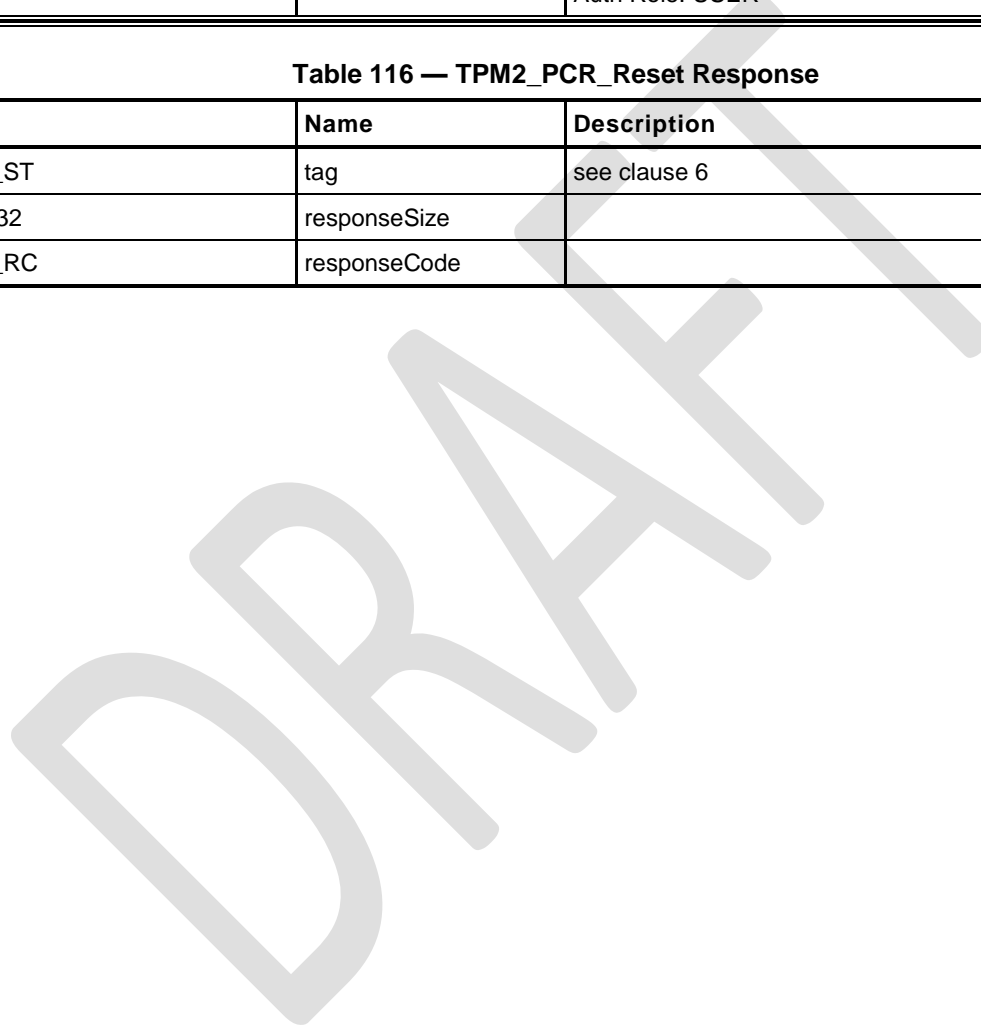 Auth Role: USER
Table 116 — TPM2_PCR_Reset Response
Name Description
_ST tag see clause 6
32 responseSize
_RC responseCode
DRAFT